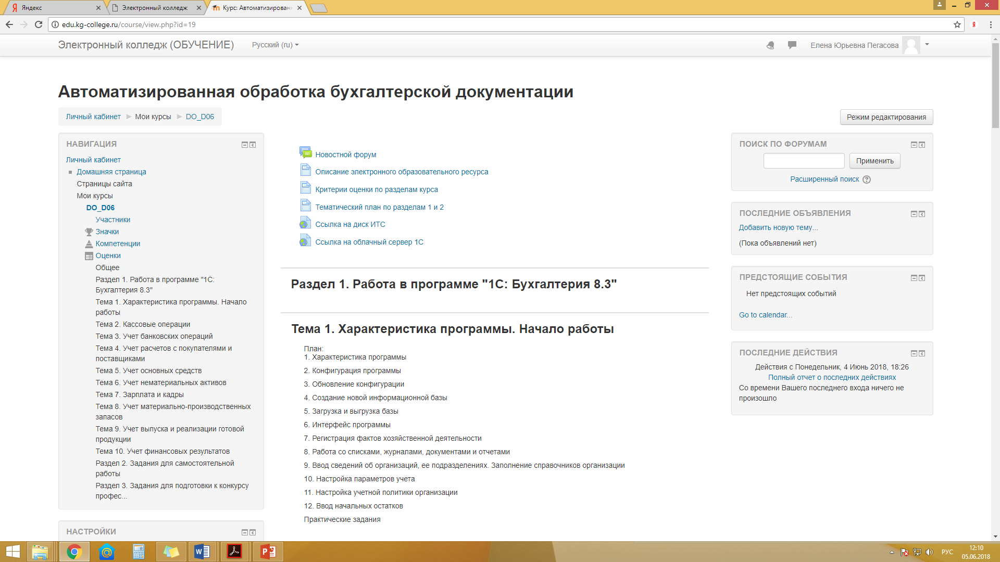 Яндекс
Электронный колледж
Курс: Автоматизирован
edu.kg-college.ru/course/view.php?id=19
Электронный колледж (ОБУЧЕНИЕ)
Русский (ru)
Елена Юрьевна Пегасова
Автоматизированная обработка бухгалтерской документации
Личный кабинет
Мои курсы
DO_D06
Режим редактирования
НАВИГАЦИЯ
Личный кабинет
Домашняя страница
Страницы сайта
Мои курсы
DO_D06
Участники
Значки
Компетенции
Оценки
Общее
Раздел 1. Работа в программе "1С:
Бухгалтерия 8.3"
Тема 1. Характеристика программы. Начало
работы
Тема 2. Кассовые операции
Тема 3. Учет банковских операций
Тема 4. Учет расчетов с покупателями и
поставщиками
Тема 5. Учет основных средств
Тема 6. Учет нематериальных активов
Тема 7. Зарплата и кадры
Тема 8. Учет материально-производственных
запасов
Тема 9. Учет выпуска и реализации готовой
продукции
Тема 10. Учет финансовых результатов
Раздел 2. Задания для самостоятельной
работы
Раздел 3. Задания для подготовки к конкурсу
профес...
НАСТРОЙКИ
Новостной форум
Описание электронного образовательного ресурса
Критерии оценки по разделам курса
Тематический план по разделам 1 и 2
Ссылка на диск ИТС
Ссылка на облачный сервер 1С
Раздел 1. Работа в программе "1С: Бухгалтерия 8.3"
Тема 1. Характеристика программы. Начало работы
План:
1. Характеристика программы
2. Конфигурация программы
3. Обновление конфигурации
4. Создание новой информационной базы
5. Загрузка и выгрузка базы
6. Интерфейс программы
7. Регистрация фактов хозяйственной деятельности
8. Работа со списками, журналами, документами и отчетами
9. Ввод сведений об организаций, ее подразделениях. Заполнение справочников организации
10. Настройка параметров учета
11. Настройка учетной политики организации
12. Ввод начальных остатков
Практические задания
ПОИСК ПО ФОРУМАМ
Применить
Расширенный поиск
ПОСЛЕДНИЕ ОБЪЯВЛЕНИЯ
Добавить новую тему...
(Пока объявлений нет)
ПРЕДСТОЯЩИЕ СОБЫТИЯ
Нет предстоящих событий
Go to calendar...
ПОСЛЕДНИЕ ДЕЙСТВИЯ
Действия с Понедельник, 4 Июнь 2018, 18:26
Полный отчет о последних действиях
Со времени Вашего последнего входа ничего не
произошло
РУС
12:10
05.06.2018